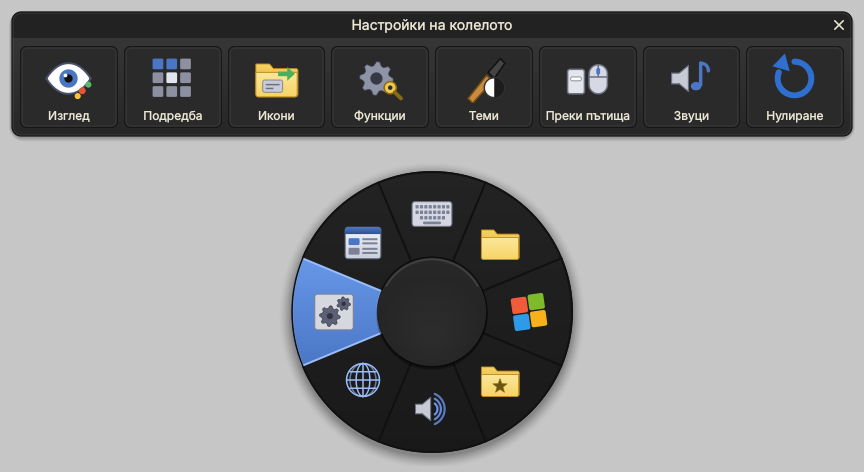 Настройки на колелото
Изглед
Подредба
Икони
Функции
Теми
Преки пътища
Звуци
Нулиране